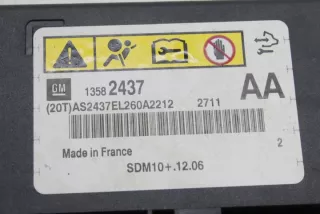 GM 1358 2437 AA
(20T)AS2437EL260A2212 2711
Made in France 2
SDM10+.12.06